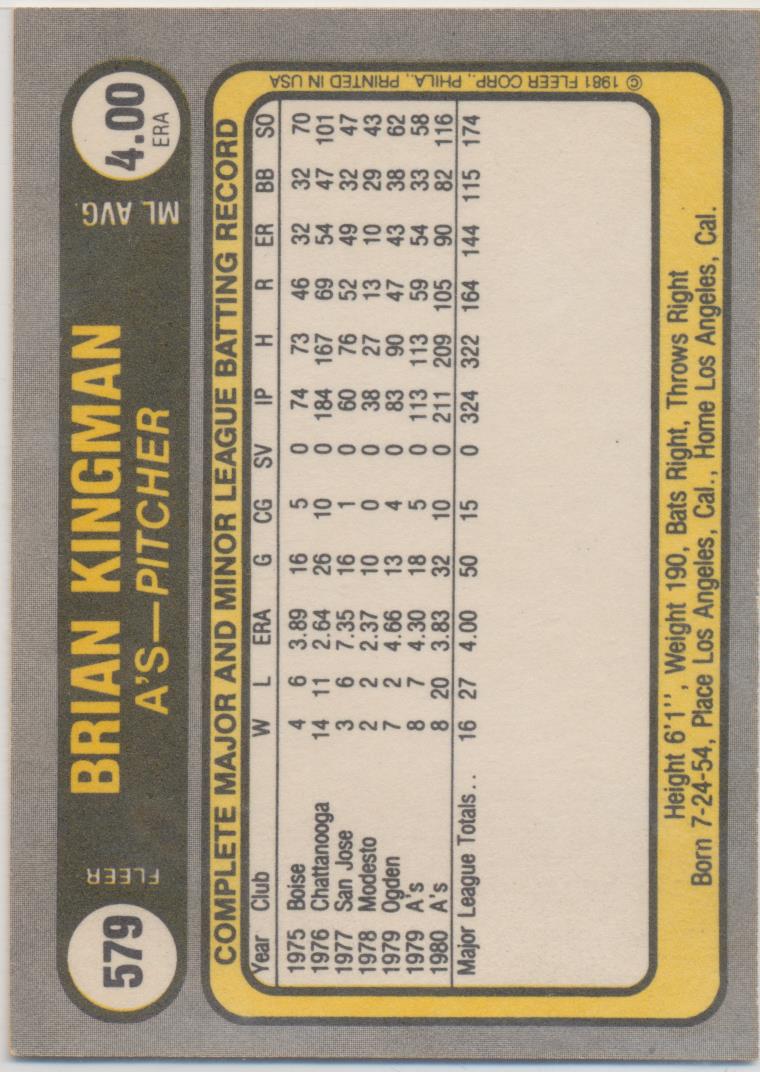 579
FLEER
BRIAN KINGMAN
A'S—PITCHER
ML AVG.
4.00
ERA
COMPLETE MAJOR AND MINOR LEAGUE BATTING RECORD
Year Club W L ERA G CG SV IP H R ER BB SO
1975 Boise 4 6 3.89 16 5 0 74 73 46 32 32 70
1976 Chattanooga 14 11 2.64 26 10 0 184 167 69 54 47 101
1977 San Jose 3 6 7.35 16 1 0 60 76 52 49 32 47
1978 Modesto 2 2 2.37 10 0 0 38 27 13 10 29 43
1979 Ogden 7 2 4.66 13 4 0 83 90 47 43 38 62
1979 A's 8 7 4.30 18 5 0 113 113 59 54 33 58
1980 A's 8 20 3.83 32 10 0 211 209 105 90 82 116
Major League Totals.. 16 27 4.00 50 15 0 324 322 164 144 115 174
Height 6'1'', Weight 190, Bats Right, Throws Right
Born 7-24-54, Place Los Angeles, Cal., Home Los Angeles, Cal.
© 1981 FLEER CORP., PHILA., PRINTED IN USA